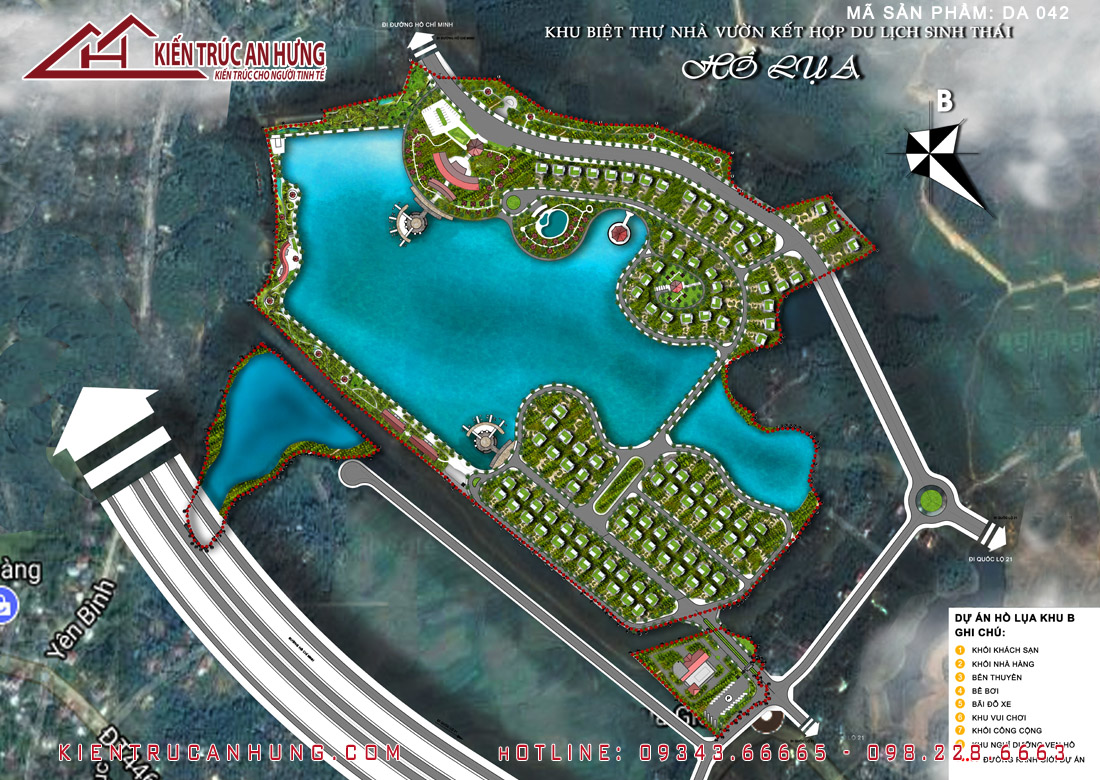 MÃ SẢN PHẨM: DA 042
KHU BIỆT THỰ NHÀ VƯỜN KẾT HỢP DU LỊCH SINH THÁI
HỒ LỤA
KIẾN TRÚC AN HƯNG
KIẾN TRÚC CHO NGƯỜI TINH TẾ
ĐI ĐƯỜNG HỒ CHÍ MINH
B
ĐI QUỐC LỘ 21
àng
Yên Bình
P
DỰ ÁN HỒ LỤA KHU B
GHI CHÚ:
1 KHỐI KHÁCH SẠN
2 KHỐI NHÀ HÀNG
3 BẾN THUYỀN
4 BỂ BƠI
5 BÃI ĐỖ XE
6 KHU VUI CHƠI
7 KHỐI CÔNG CỘNG
KHU NGHỈ DƯỠNG VEN HỒ
ĐƯỜNG RANH GIỚI DỰ ÁN
KIENTRUCANHUNG.COM HOTLINE: 09343.66665 - 098.228.6663